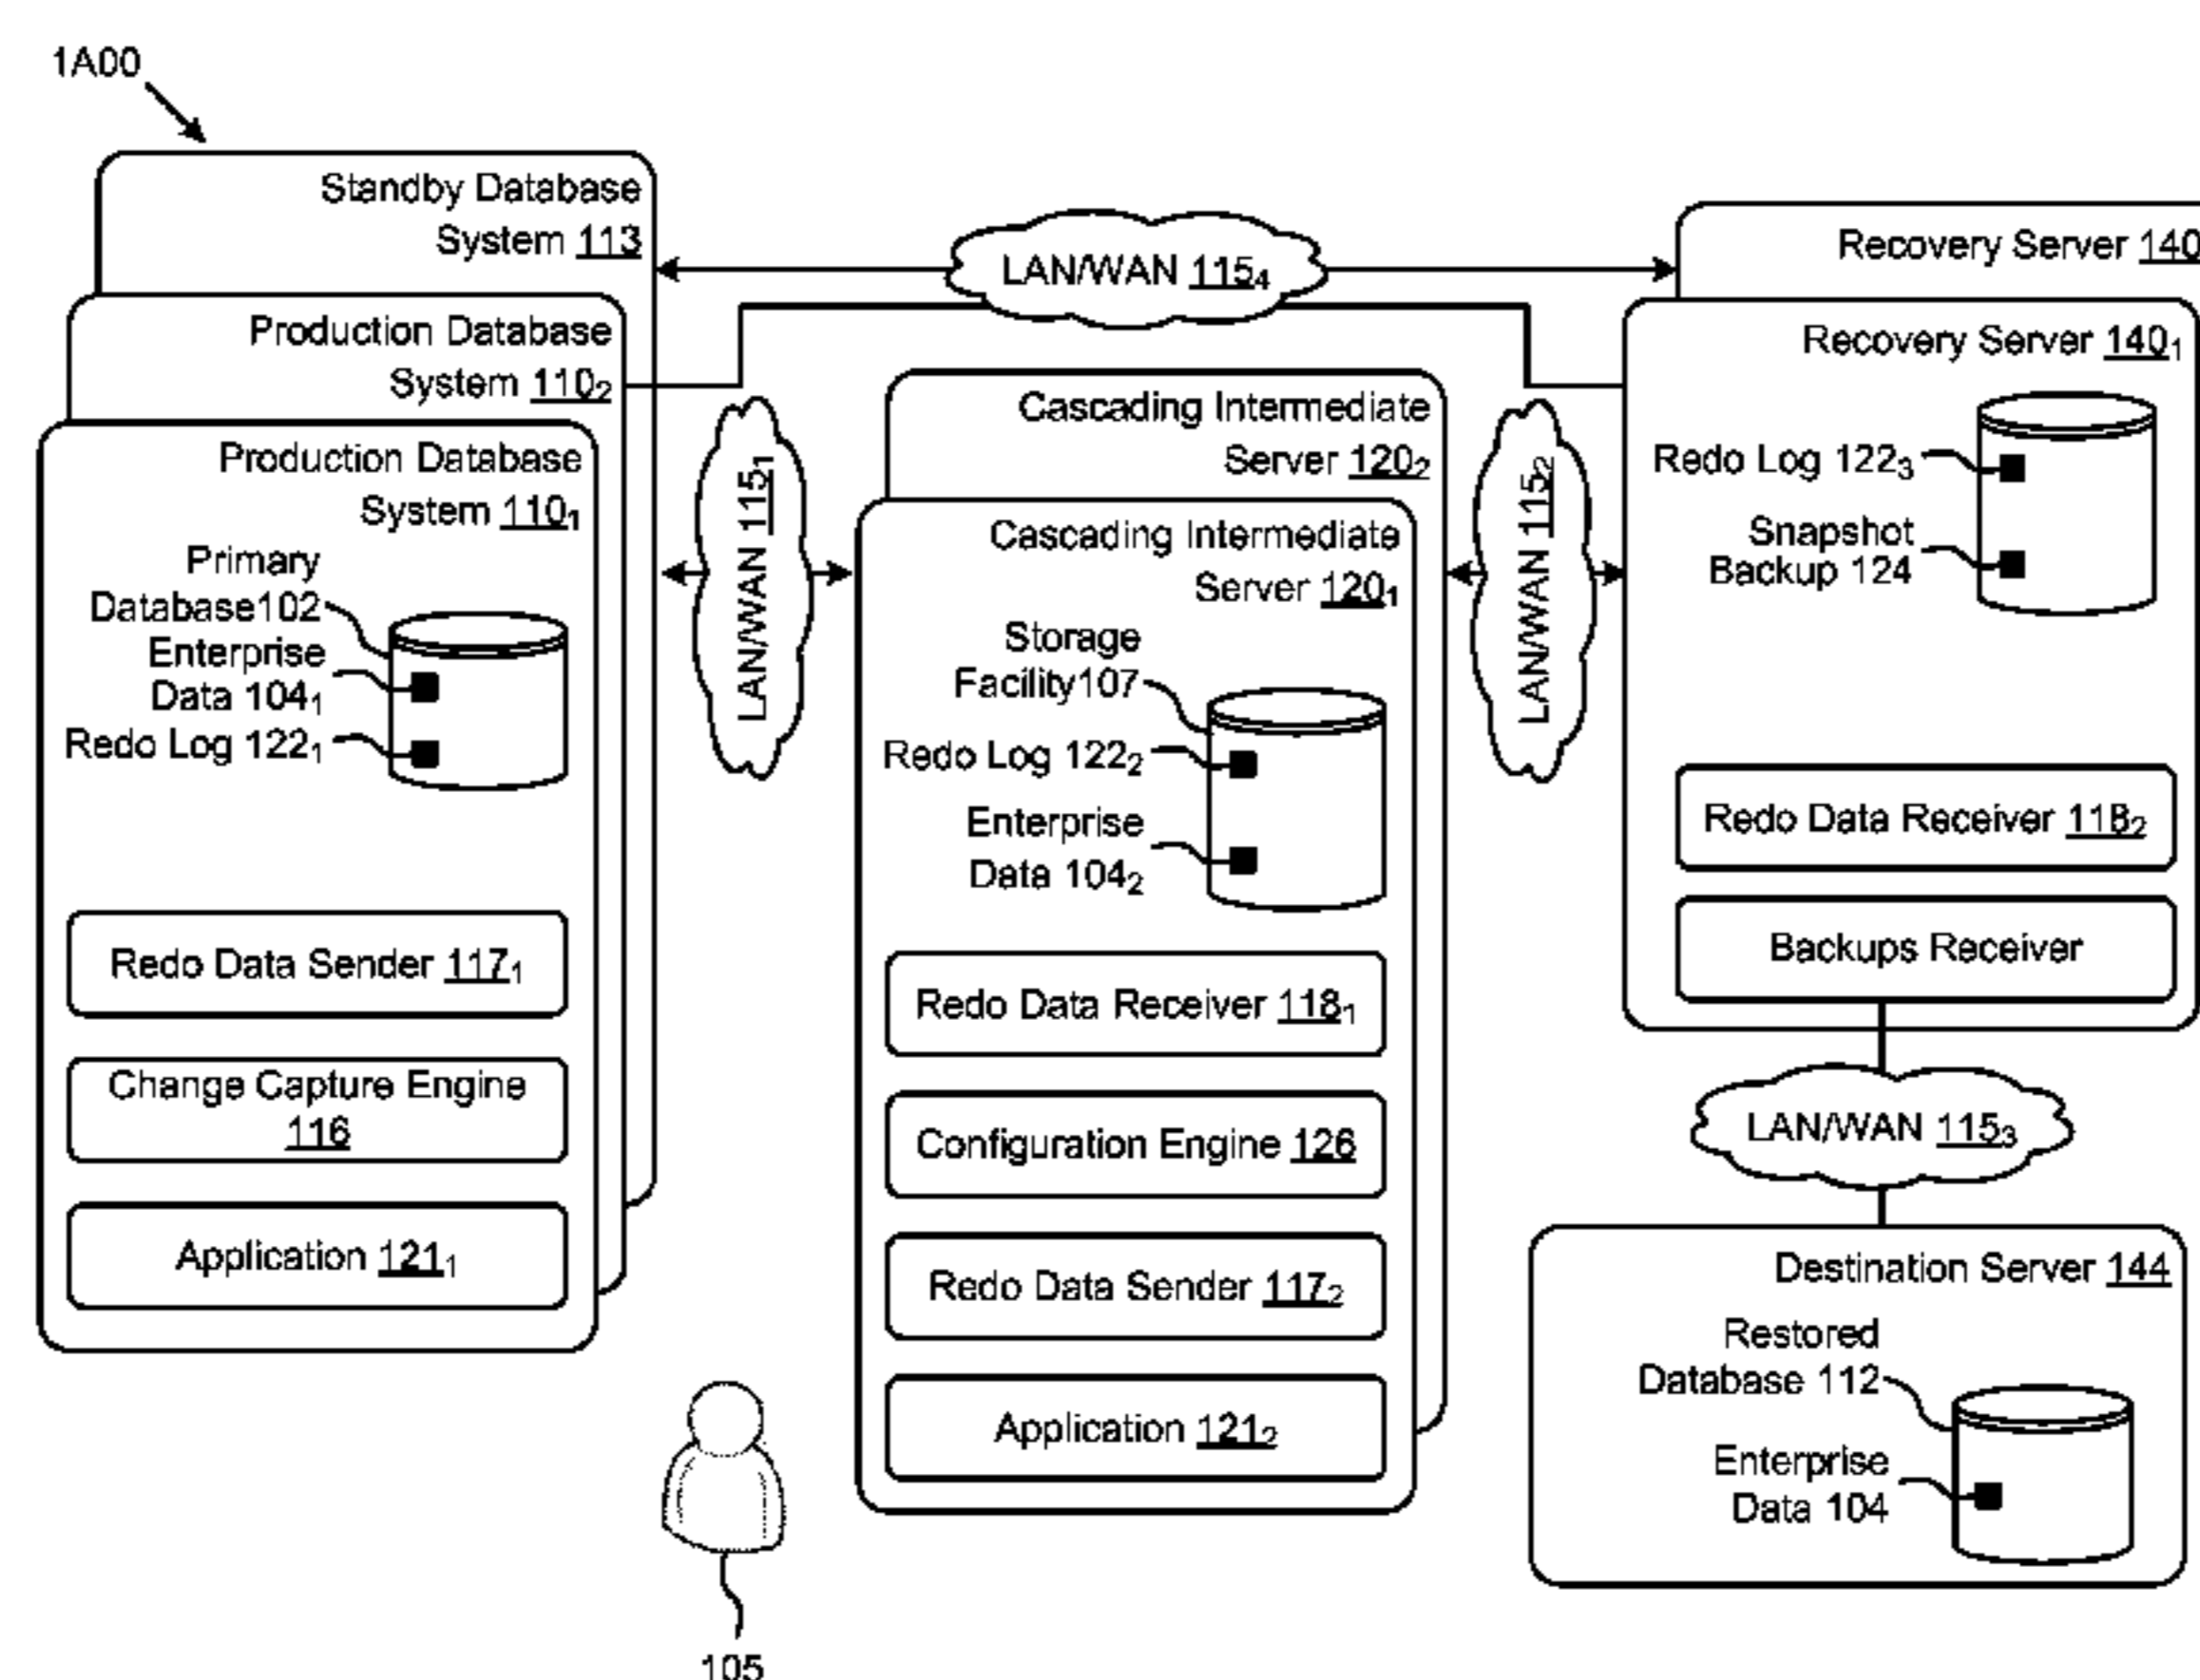 1A00
Standby Database
System 113
Production Database
System 110₂
Production Database
System 110₁
Primary
Database102
Enterprise
Data 104₁
Redo Log 122₁
Redo Data Sender 117₁
Change Capture Engine
116
Application 121₁
LAN/WAN 115₄
LAN/WAN 115₁
Cascading Intermediate
Server 120₂
Cascading Intermediate
Server 120₁
Storage
Facility107
Redo Log 122₂
Enterprise
Data 104₂
Redo Data Receiver 118₁
Configuration Engine 126
Redo Data Sender 117₂
Application 121₂
LAN/WAN 115₂
Recovery Server 140
Recovery Server 140₁
Redo Log 122₃
Snapshot
Backup 124
Redo Data Receiver 118₂
Backups Receiver
LAN/WAN 115₃
Destination Server 144
Restored
Database 112
Enterprise
Data 104
105